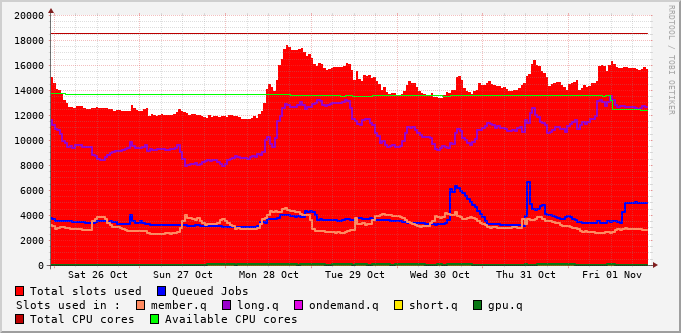 20000
18000
16000
14000
12000
10000
8000
6000
4000
2000
0
Sat 26 Oct Sun 27 Oct Mon 28 Oct Tue 29 Oct Wed 30 Oct Thu 31 Oct Fri 01 Nov
Total slots used Queued Jobs
Slots used in : member.q long.q ondemand.q short.q gpu.q
Total CPU cores Available CPU cores
RRDTOOL / TOBI OETIKER